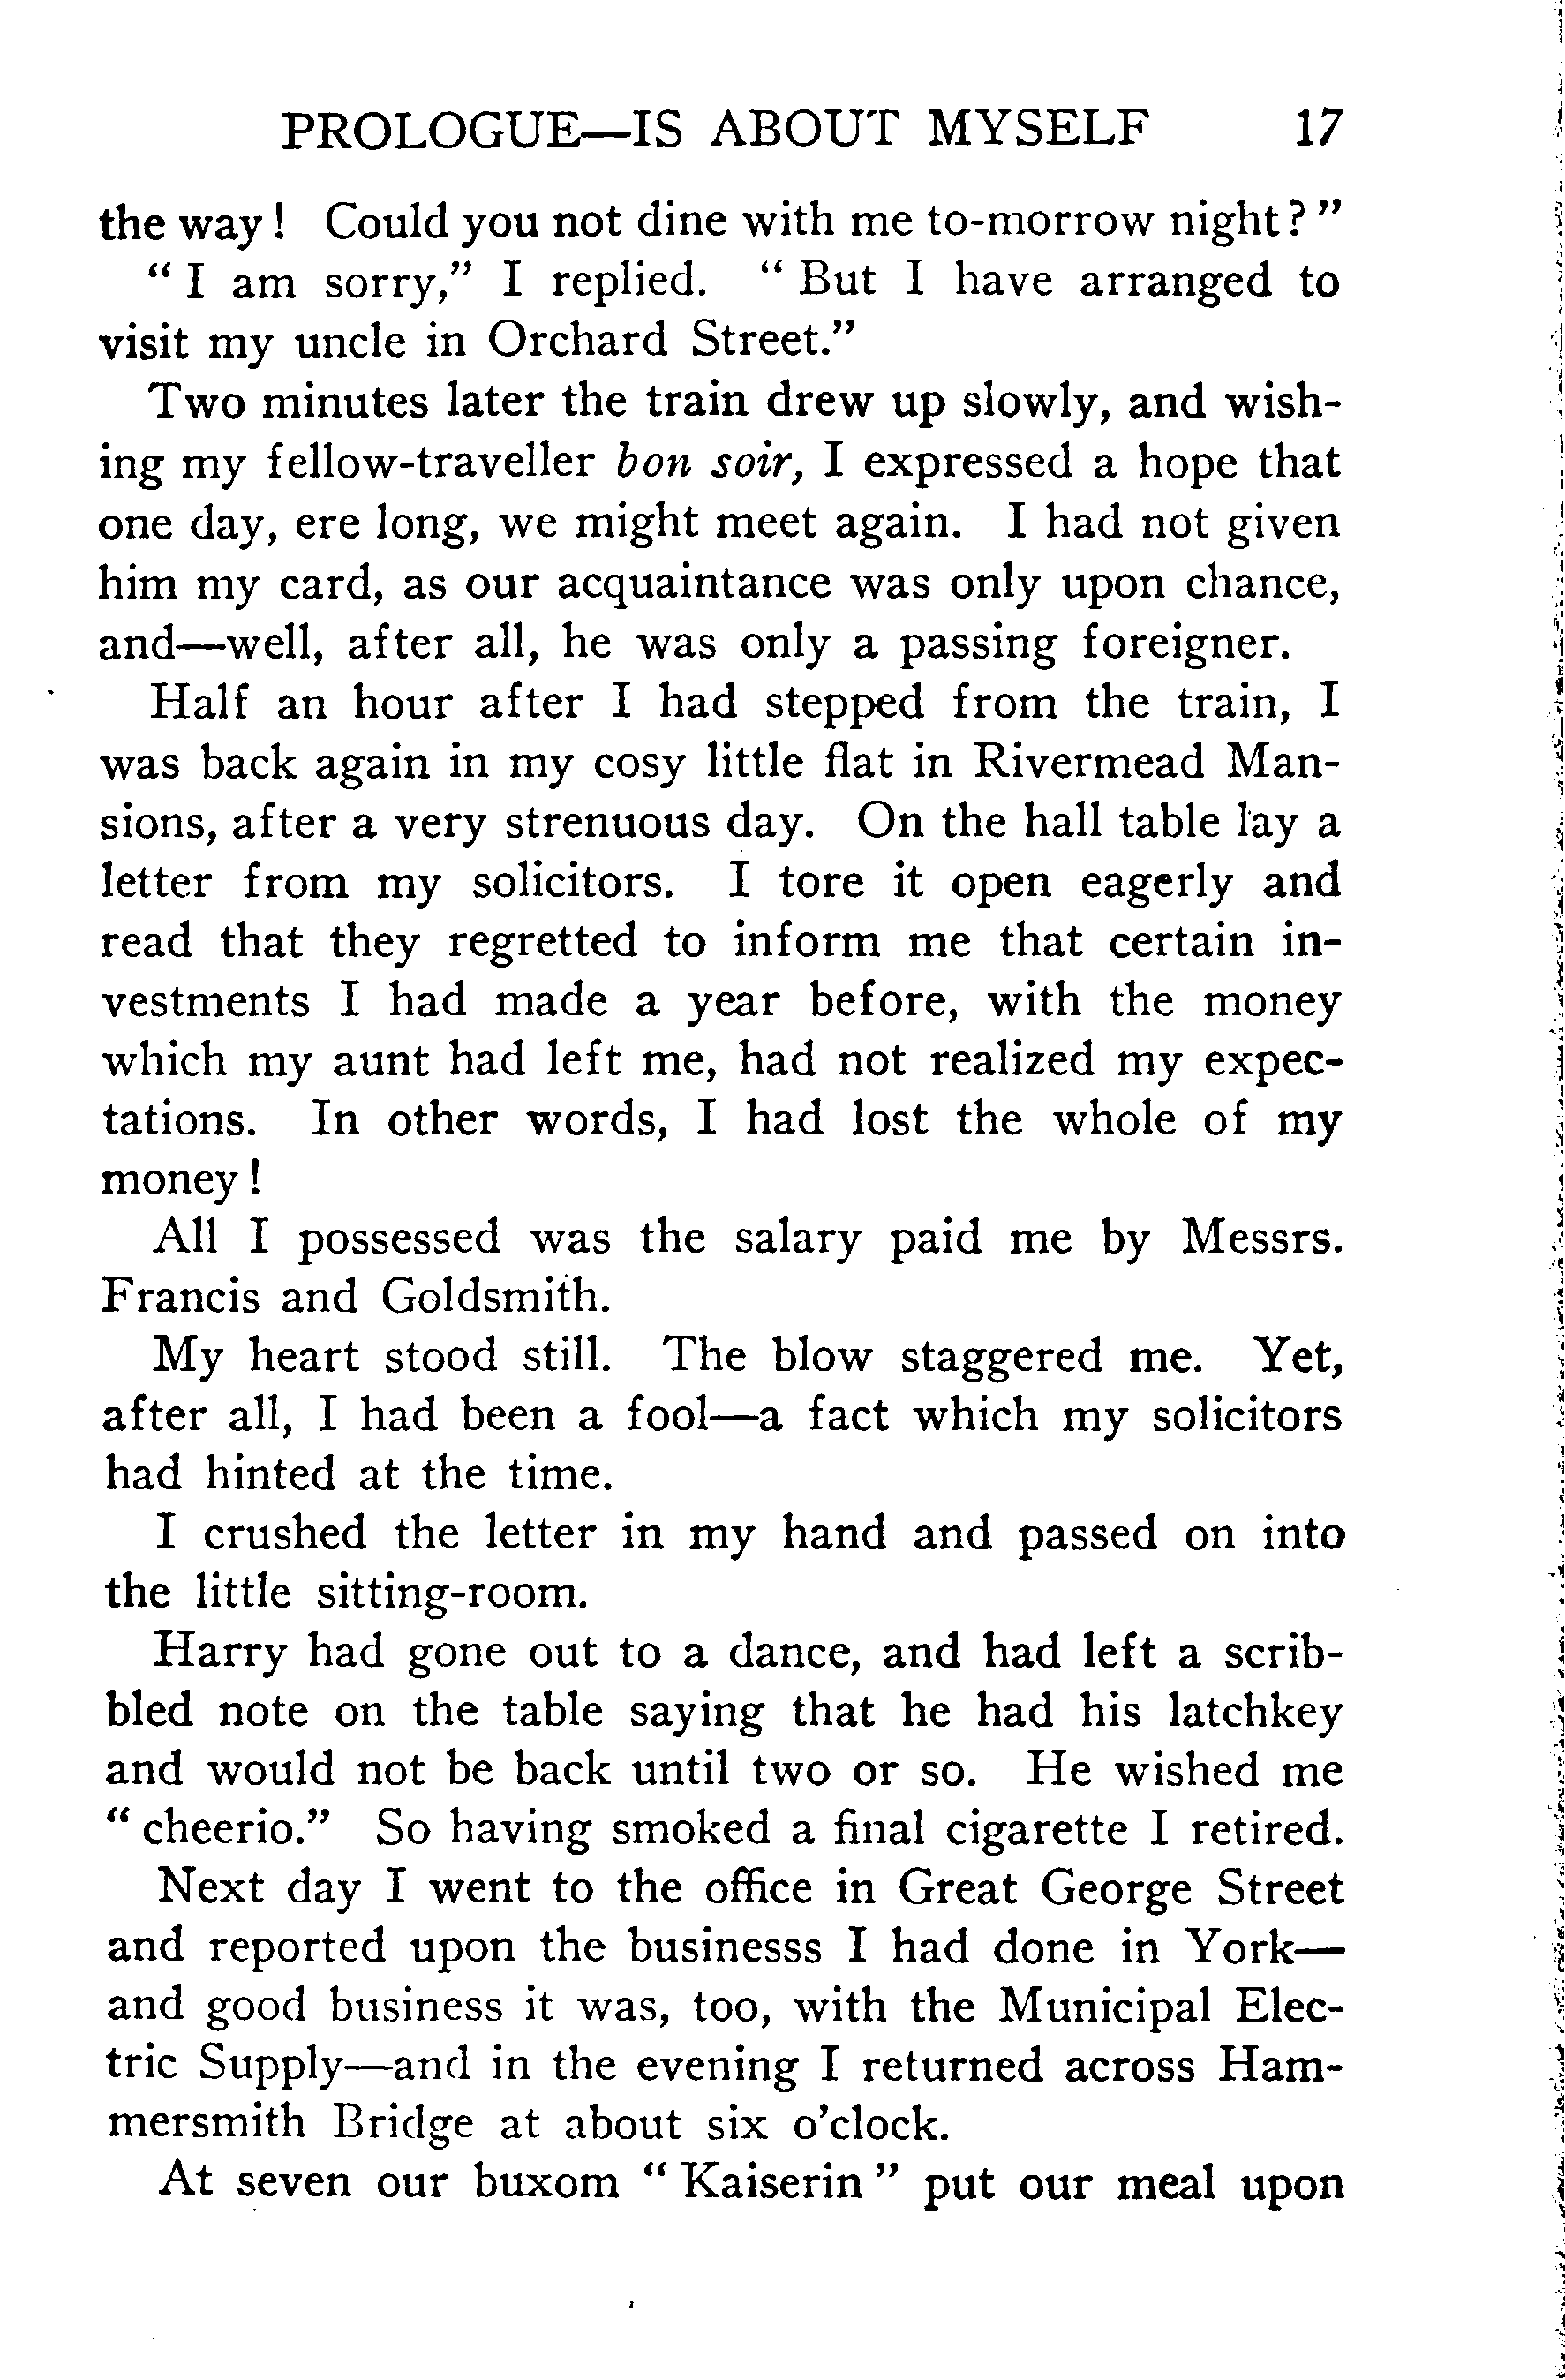 PROLOGUE—IS ABOUT MYSELF 17
the way! Could you not dine with me to-morrow night?"
"I am sorry," I replied. "But I have arranged to
visit my uncle in Orchard Street."
Two minutes later the train drew up slowly, and wish-
ing my fellow-traveller bon soir, I expressed a hope that
one day, ere long, we might meet again. I had not given
him my card, as our acquaintance was only upon chance,
and—well, after all, he was only a passing foreigner.
Half an hour after I had stepped from the train, I
was back again in my cosy little flat in Rivermead Man-
sions, after a very strenuous day. On the hall table lay a
letter from my solicitors. I tore it open eagerly and
read that they regretted to inform me that certain in-
vestments I had made a year before, with the money
which my aunt had left me, had not realized my expec-
tations. In other words, I had lost the whole of my
money!
All I possessed was the salary paid me by Messrs.
Francis and Goldsmith.
My heart stood still. The blow staggered me. Yet,
after all, I had been a fool—a fact which my solicitors
had hinted at the time.
I crushed the letter in my hand and passed on into
the little sitting-room.
Harry had gone out to a dance, and had left a scrib-
bled note on the table saying that he had his latchkey
and would not be back until two or so. He wished me
"cheerio." So having smoked a final cigarette I retired.
Next day I went to the office in Great George Street
and reported upon the businesss I had done in York—
and good business it was, too, with the Municipal Elec-
tric Supply—and in the evening I returned across Ham-
mersmith Bridge at about six o'clock.
At seven our buxom "Kaiserin" put our meal upon